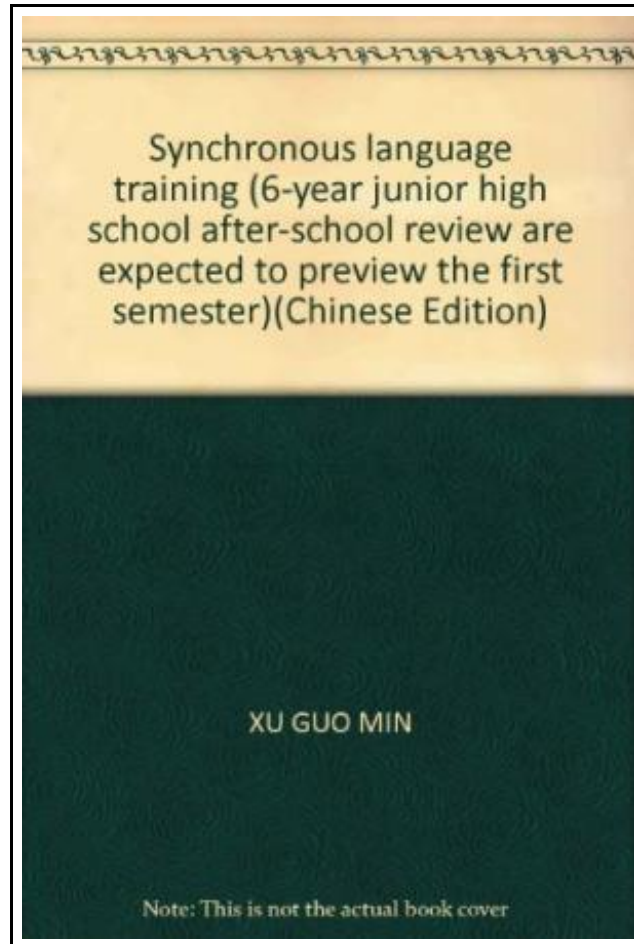 Synchronous language
training (6-year junior high
school after-school review are
expected to preview the first
semester)(Chinese Edition)
XU GUO MIN
Note: This is not the actual book cover